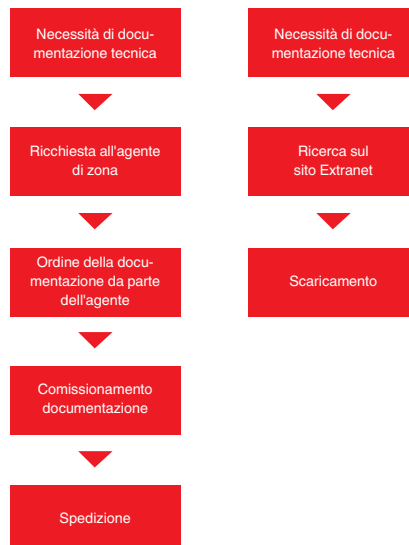 Necessità di docu-
mentazione tecnica
Ricchiesta all'agente
di zona
Ordine della docu-
mentazione da parte
dell'agente
Comissionamento
documentazione
Spedizione
Necessità di docu-
mentazione tecnica
Ricerca sul
sito Extranet
Scaricamento